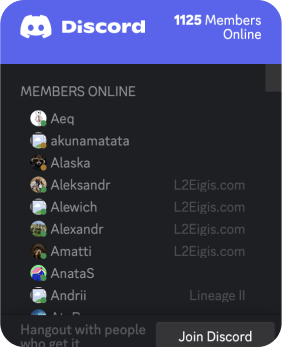 Discord
1125 Members
Online
MEMBERS ONLINE
Aeq
akunamatata
Alaska
Aleksandr L2Eigis.com
Alewich L2Eigis.com
Alexandr L2Eigis.com
Amatti L2Eigis.com
AnataS
Andrii Lineage II
Hangout with people
who get it
Join Discord